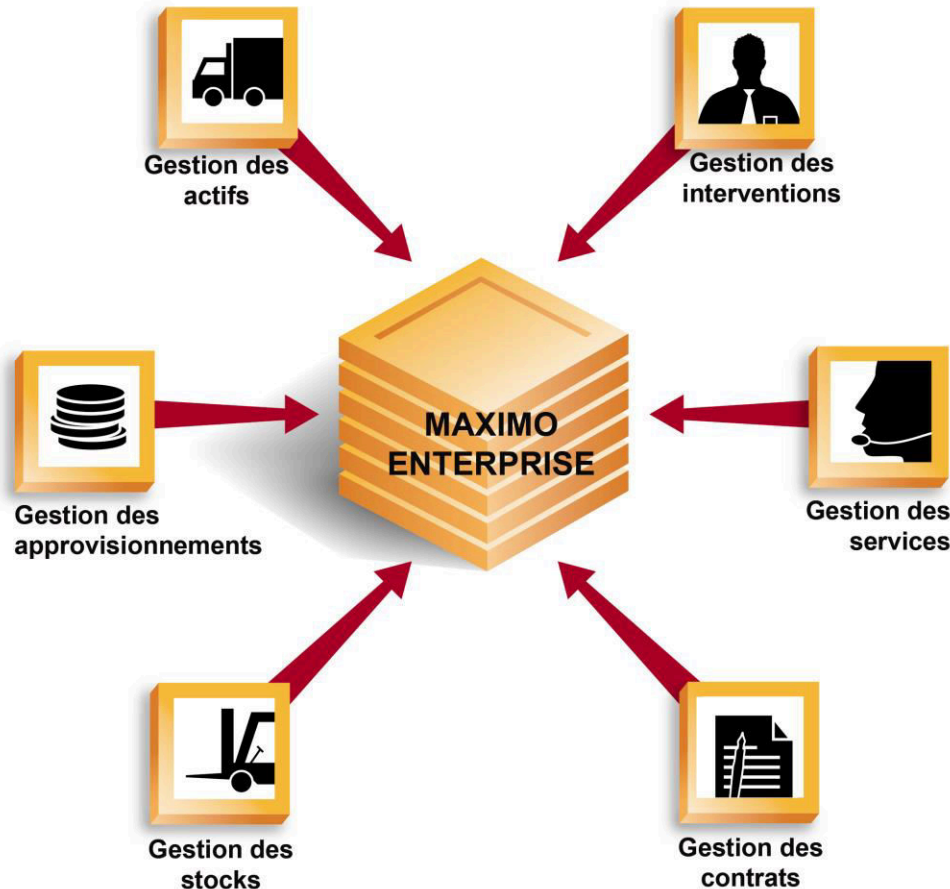 Gestion des
actifs
Gestion des
interventions
MAXIMO
ENTERPRISE
Gestion des
approvisionnements
Gestion des
services
Gestion des
stocks
Gestion des
contrats